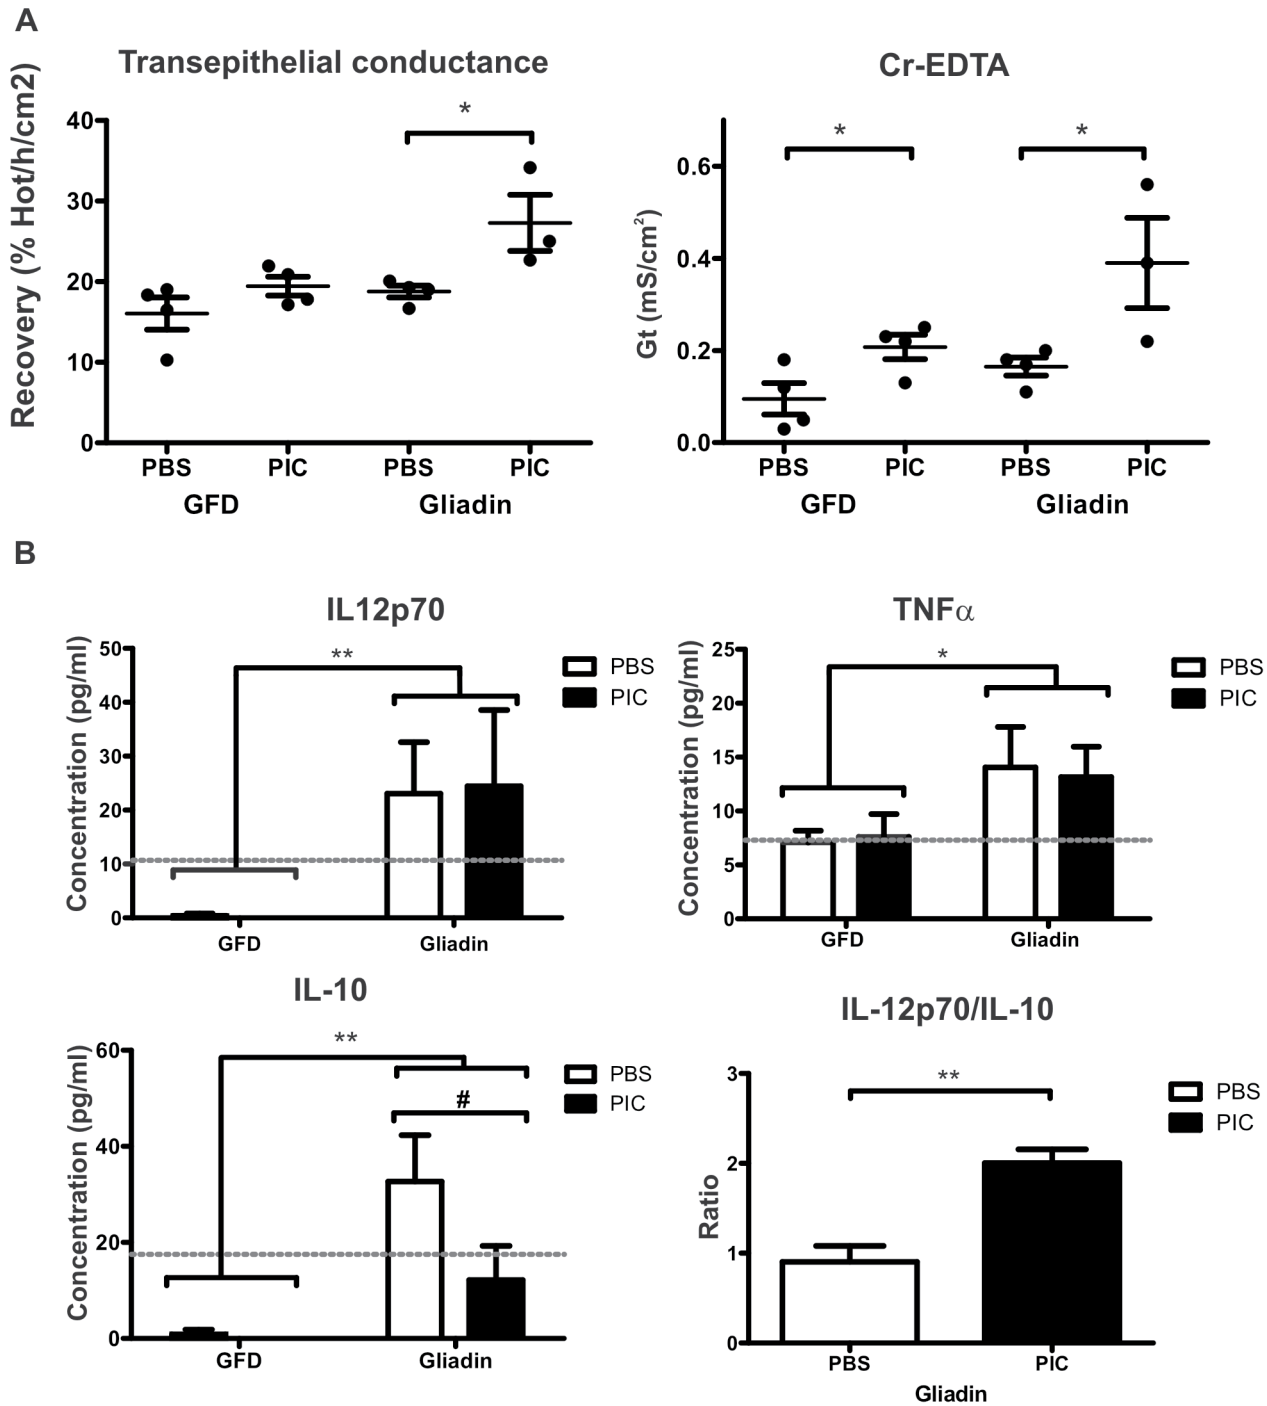 A
Transepithelial conductance
Recovery (% Hot/h/cm2)
40
30
20
10
0
*
PBS PIC PBS PIC
GFD Gliadin
Cr-EDTA
Gt (mS/cm²)
0.6
0.4
0.2
0.0
* *
PBS PIC PBS PIC
GFD Gliadin
B
IL12p70
Concentration (pg/ml)
50
40
30
20
10
0
**
PBS
PIC
GFD Gliadin
TNFα
Concentration (pg/ml)
25
20
15
10
5
0
*
PBS
PIC
GFD Gliadin
IL-10
Concentration (pg/ml)
60
40
20
0
**
#
PBS
PIC
GFD Gliadin
IL-12p70/IL-10
Ratio
3
2
1
0
**
PBS
PIC
PBS PIC
Gliadin